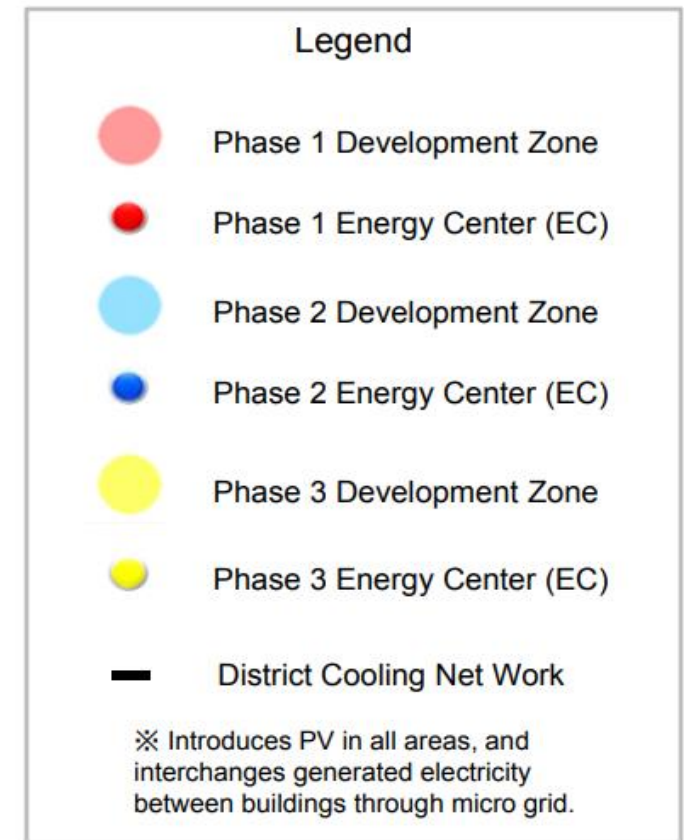 Legend
Phase 1 Development Zone
Phase 1 Energy Center (EC)
Phase 2 Development Zone
Phase 2 Energy Center (EC)
Phase 3 Development Zone
Phase 3 Energy Center (EC)
District Cooling Net Work
※ Introduces PV in all areas, and
interchanges generated electricity
between buildings through micro grid.